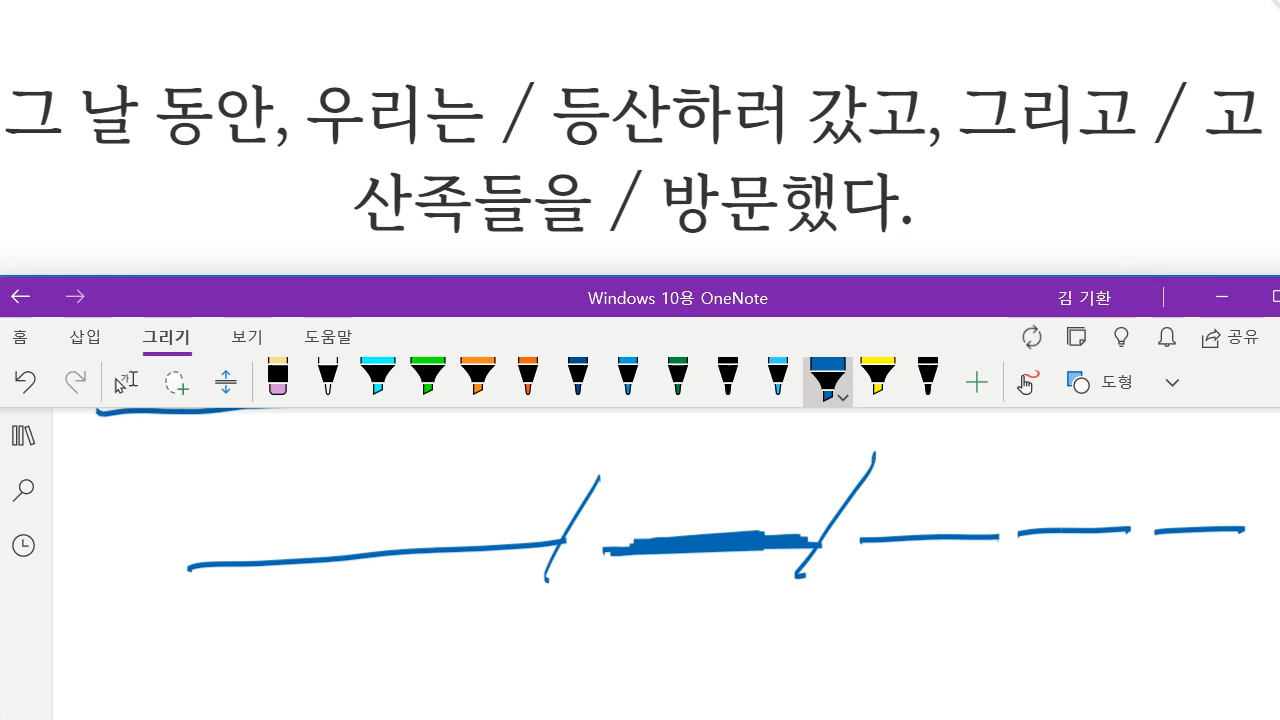 그 날 동안, 우리는 / 등산하러 갔고, 그리고 / 고
산족들을 / 방문했다.
Windows 10용 OneNote
김 기환
홈 삽입 그리기 보기 도움말
공유
가
도형